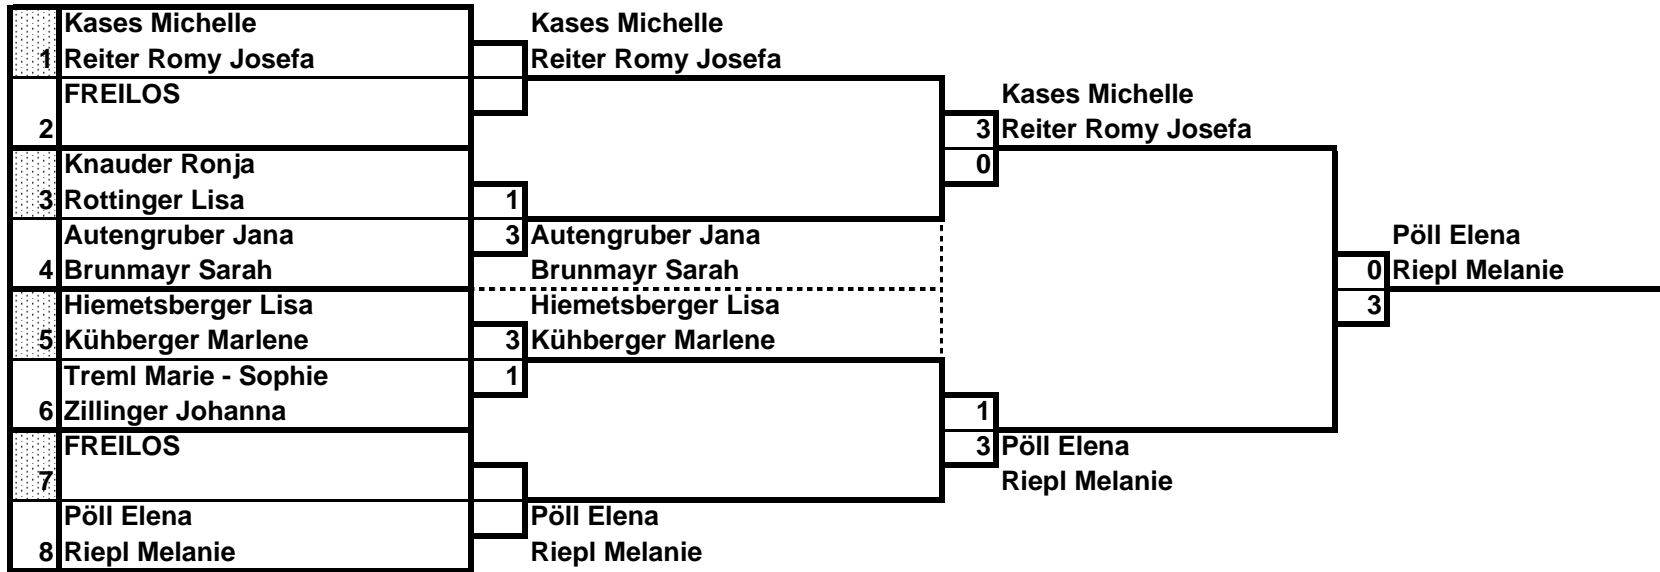 Kases Michelle Kases Michelle
1 Reiter Romy Josefa Reiter Romy Josefa
FREILOS Kases Michelle
2 3 Reiter Romy Josefa
Knauder Ronja 0
3 Rottinger Lisa 1
Autengruber Jana 3 Autengruber Jana Pöll Elena
4 Brunmayr Sarah Brunmayr Sarah 0 Riepl Melanie
Hiemetsberger Lisa Hiemetsberger Lisa 3
5 Kühberger Marlene 3 Kühberger Marlene
Treml Marie - Sophie 1
6 Zillinger Johanna 1
FREILOS 3 Pöll Elena
7 Riepl Melanie
Pöll Elena Pöll Elena
8 Riepl Melanie Riepl Melanie